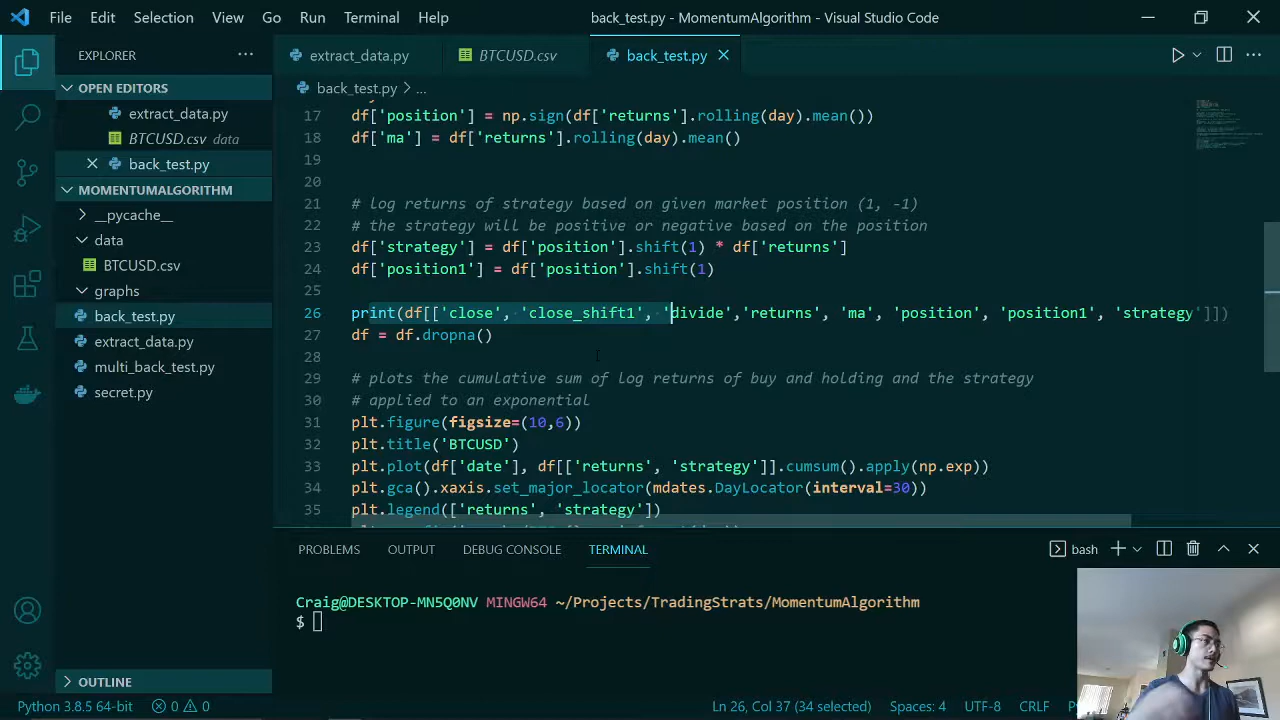 File Edit Selection View Go Run Terminal Help
back_test.py - MomentumAlgorithm - Visual Studio Code
EXPLORER
OPEN EDITORS
extract_data.py
BTCUSD.csv data
back_test.py
MOMENTUMALGORITHM
__pycache__
data
BTCUSD.csv
graphs
back_test.py
extract_data.py
multi_back_test.py
secret.py
OUTLINE
extract_data.py BTCUSD.csv back_test.py
back_test.py > ...
17 df['position'] = np.sign(df['returns'].rolling(day).mean())
18 df['ma'] = df['returns'].rolling(day).mean()
19
20
21 # log returns of strategy based on given market position (1, -1)
22 # the strategy will be positive or negative based on the position
23 df['strategy'] = df['position'].shift(1) * df['returns']
24 df['position1'] = df['position'].shift(1)
25
26 print(df[['close', 'close_shift1', 'divide','returns', 'ma', 'position', 'position1', 'strategy']])
27 df = df.dropna()
28
29 # plots the cumulative sum of log returns of buy and holding and the strategy
30 # applied to an exponential
31 plt.figure(figsize=(10,6))
32 plt.title('BTCUSD')
33 plt.plot(df['date'], df[['returns', 'strategy']].cumsum().apply(np.exp))
34 plt.gca().xaxis.set_major_locator(mdates.DayLocator(interval=30))
35 plt.legend(['returns', 'strategy'])
PROBLEMS OUTPUT DEBUG CONSOLE TERMINAL
bash
Craig@DESKTOP-MN5Q0NV MINGW64 ~/Projects/TradingStrats/MomentumAlgorithm
$
Python 3.8.5 64-bit 0 0
Ln 26, Col 37 (34 selected) Spaces: 4 UTF-8 CRLF